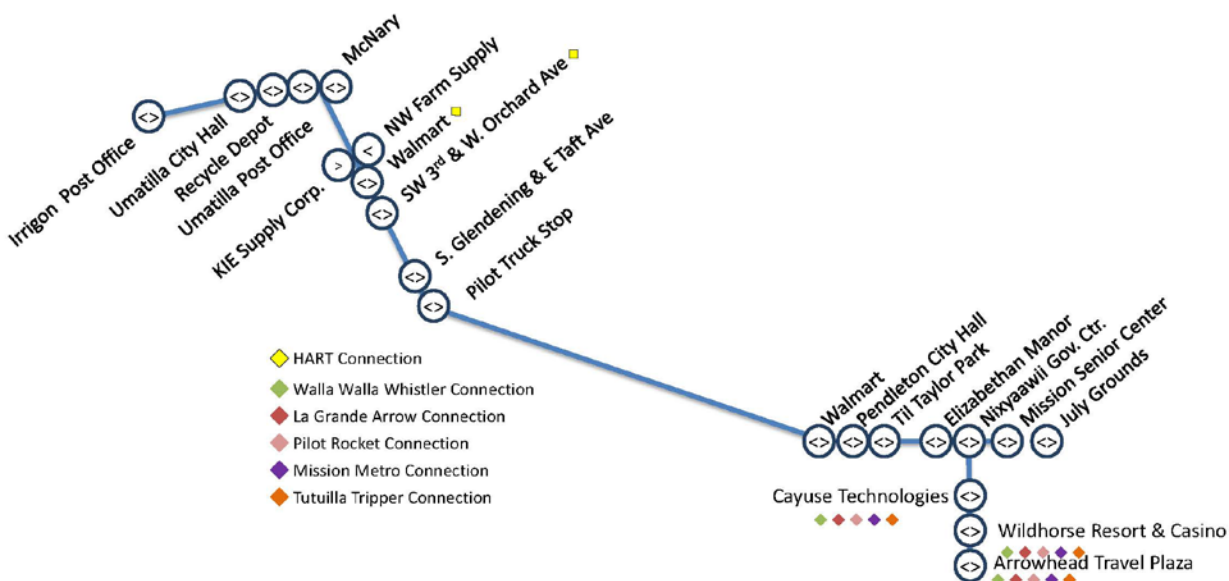 McNary
NW Farm Supply
Walmart
SW 3rd & W. Orchard Ave
S. Glendening & E Taft Ave
Pilot Truck Stop
Irrigon Post Office
Umatilla City Hall
Recycle Depot
Umatilla Post Office
KIE Supply Corp.
<>
<>
<>
<>
<>
<
>
<>
<>
<>
<>
HART Connection
Walla Walla Whistler Connection
La Grande Arrow Connection
Pilot Rocket Connection
Mission Metro Connection
Tutuilla Tripper Connection
Walmart
Pendleton City Hall
Til Taylor Park
Elizabethan Manor
Nixyaawii Gov. Ctr.
Mission Senior Center
July Grounds
<>
<>
<>
<>
<>
<>
<>
Cayuse Technologies
<>
Wildhorse Resort & Casino
<>
Arrowhead Travel Plaza
<>